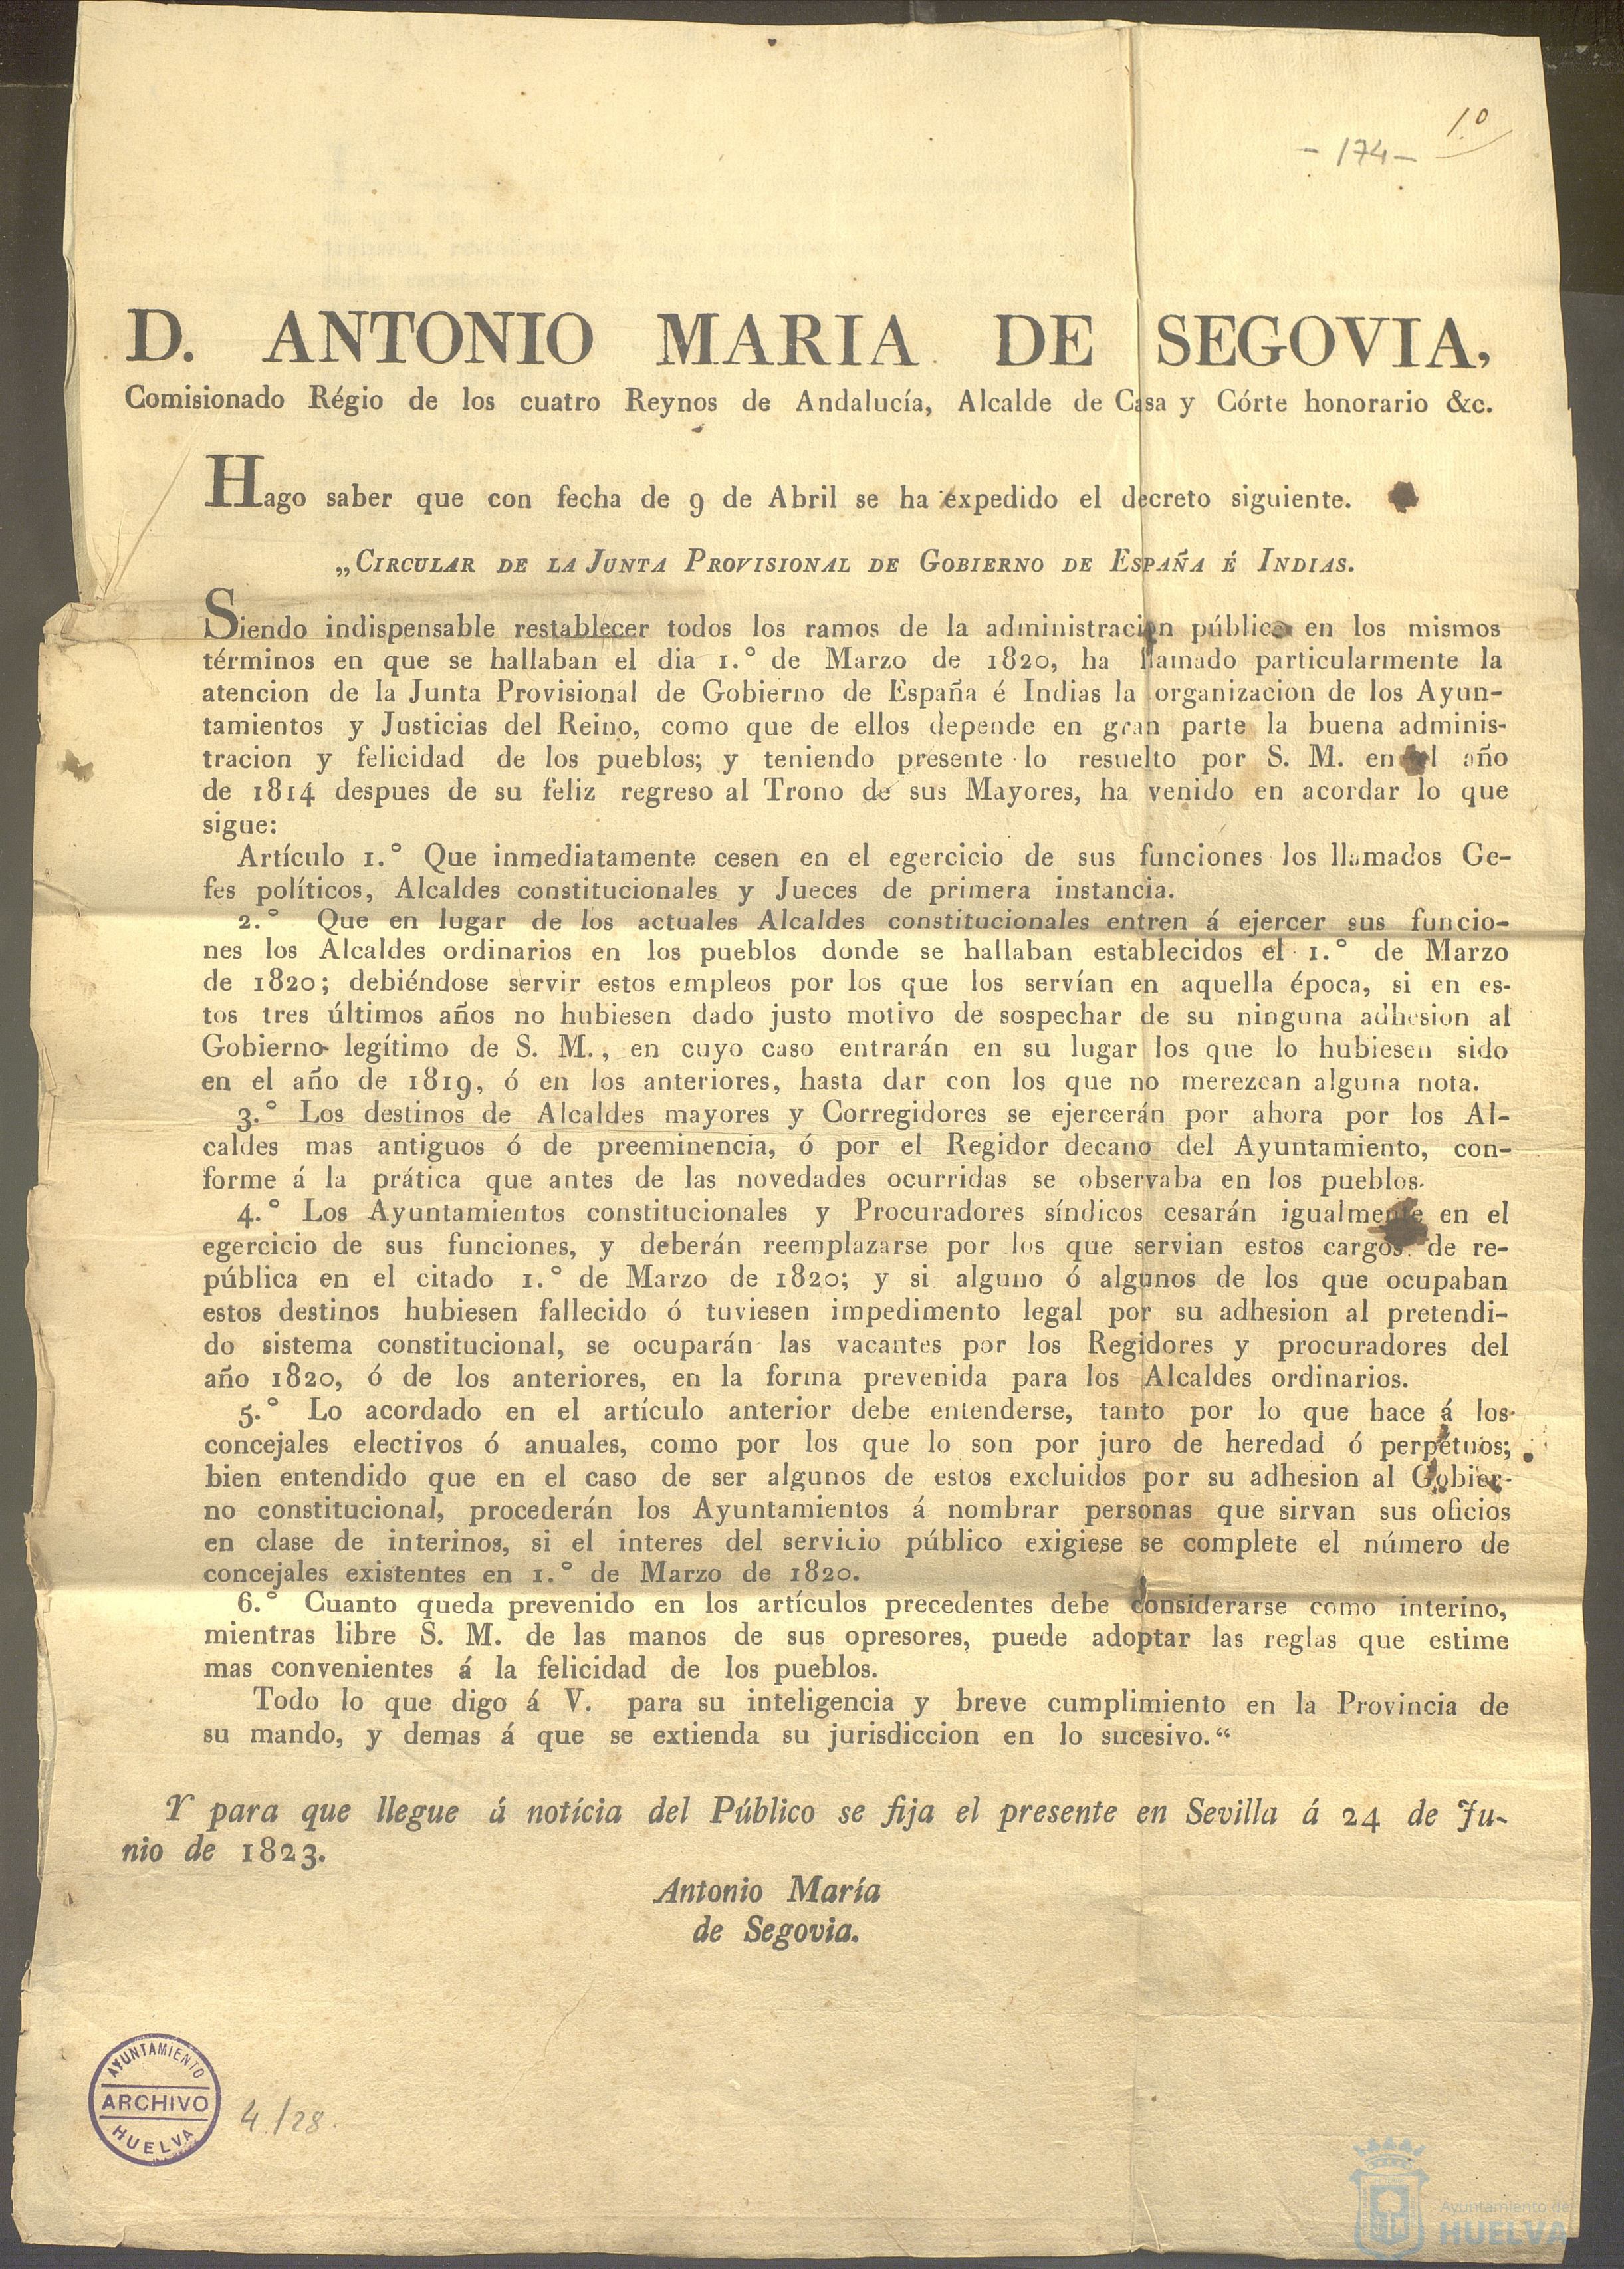 10
- 174 -
D. ANTONIO MARIA DE SEGOVIA,
Comisionado Régio de los cuatro Reynos de Andalucía, Alcalde de Casa y Córte honorario &c.
Hago saber que con fecha de 9 de Abril se ha expedido el decreto siguiente.
„CIRCULAR DE LA JUNTA PROVISIONAL DE GOBIERNO DE ESPAÑA É INDIAS.
Siendo indispensable restablecer todos los ramos de la administracion pública en los mismos
términos en que se hallaban el dia 1.º de Marzo de 1820, ha llamado particularmente la
atencion de la Junta Provisional de Gobierno de España é Indias la organizacion de los Ayun-
tamientos y Justicias del Reino, como que de ellos depende en gran parte la buena adminis-
tracion y felicidad de los pueblos; y teniendo presente lo resuelto por S. M. en el año
de 1814 despues de su feliz regreso al Trono de sus Mayores, ha venido en acordar lo que
sigue:
Artículo 1.º Que inmediatamente cesen en el egercicio de sus funciones los llamados Ge-
fes políticos, Alcaldes constitucionales y Jueces de primera instancia.
2.º Que en lugar de los actuales Alcaldes constitucionales entren á ejercer sus funcio-
nes los Alcaldes ordinarios en los pueblos donde se hallaban establecidos el 1.º de Marzo
de 1820; debiéndose servir estos empleos por los que los servían en aquella época, si en es-
tos tres últimos años no hubiesen dado justo motivo de sospechar de su ninguna adhesion al
Gobierno legítimo de S. M., en cuyo caso entrarán en su lugar los que lo hubiesen sido
en el año de 1819, ó en los anteriores, hasta dar con los que no merezcan alguna nota.
3.º Los destinos de Alcaldes mayores y Corregidores se ejercerán por ahora por los Al-
caldes mas antiguos ó de preeminencia, ó por el Regidor decano del Ayuntamiento, con-
forme á la prática que antes de las novedades ocurridas se observaba en los pueblos.
4.º Los Ayuntamientos constitucionales y Procuradores síndicos cesarán igualmente en el
egercicio de sus funciones, y deberán reemplazarse por los que servian estos cargos de re-
pública en el citado 1.º de Marzo de 1820; y si alguno ó algunos de los que ocupaban
estos destinos hubiesen fallecido ó tuviesen impedimento legal por su adhesion al pretendi-
do sistema constitucional, se ocuparán las vacantes por los Regidores y procuradores del
año 1820, ó de los anteriores, en la forma prevenida para los Alcaldes ordinarios.
5.º Lo acordado en el artículo anterior debe entenderse, tanto por lo que hace á los
concejales electivos ó anuales, como por los que lo son por juro de heredad ó perpétuos;
bien entendido que en el caso de ser algunos de estos excluidos por su adhesion al Gobier-
no constitucional, procederán los Ayuntamientos á nombrar personas que sirvan sus oficios
en clase de interinos, si el interes del servicio público exigiese se complete el número de
concejales existentes en 1.º de Marzo de 1820.
6.º Cuanto queda prevenido en los artículos precedentes debe considerarse como interino,
mientras libre S. M. de las manos de sus opresores, puede adoptar las reglas que estime
mas convenientes á la felicidad de los pueblos.
Todo lo que digo á V. para su inteligencia y breve cumplimiento en la Provincia de
su mando, y demas á que se extienda su jurisdiccion en lo sucesivo.“
Y para que llegue á notícia del Público se fija el presente en Sevilla á 24 de Ju-
nio de 1823.
Antonio María
de Segovia.
AYUNTAMIENTO
ARCHIVO
HUELVA
4/28.
Ayuntamiento de
HUELVA